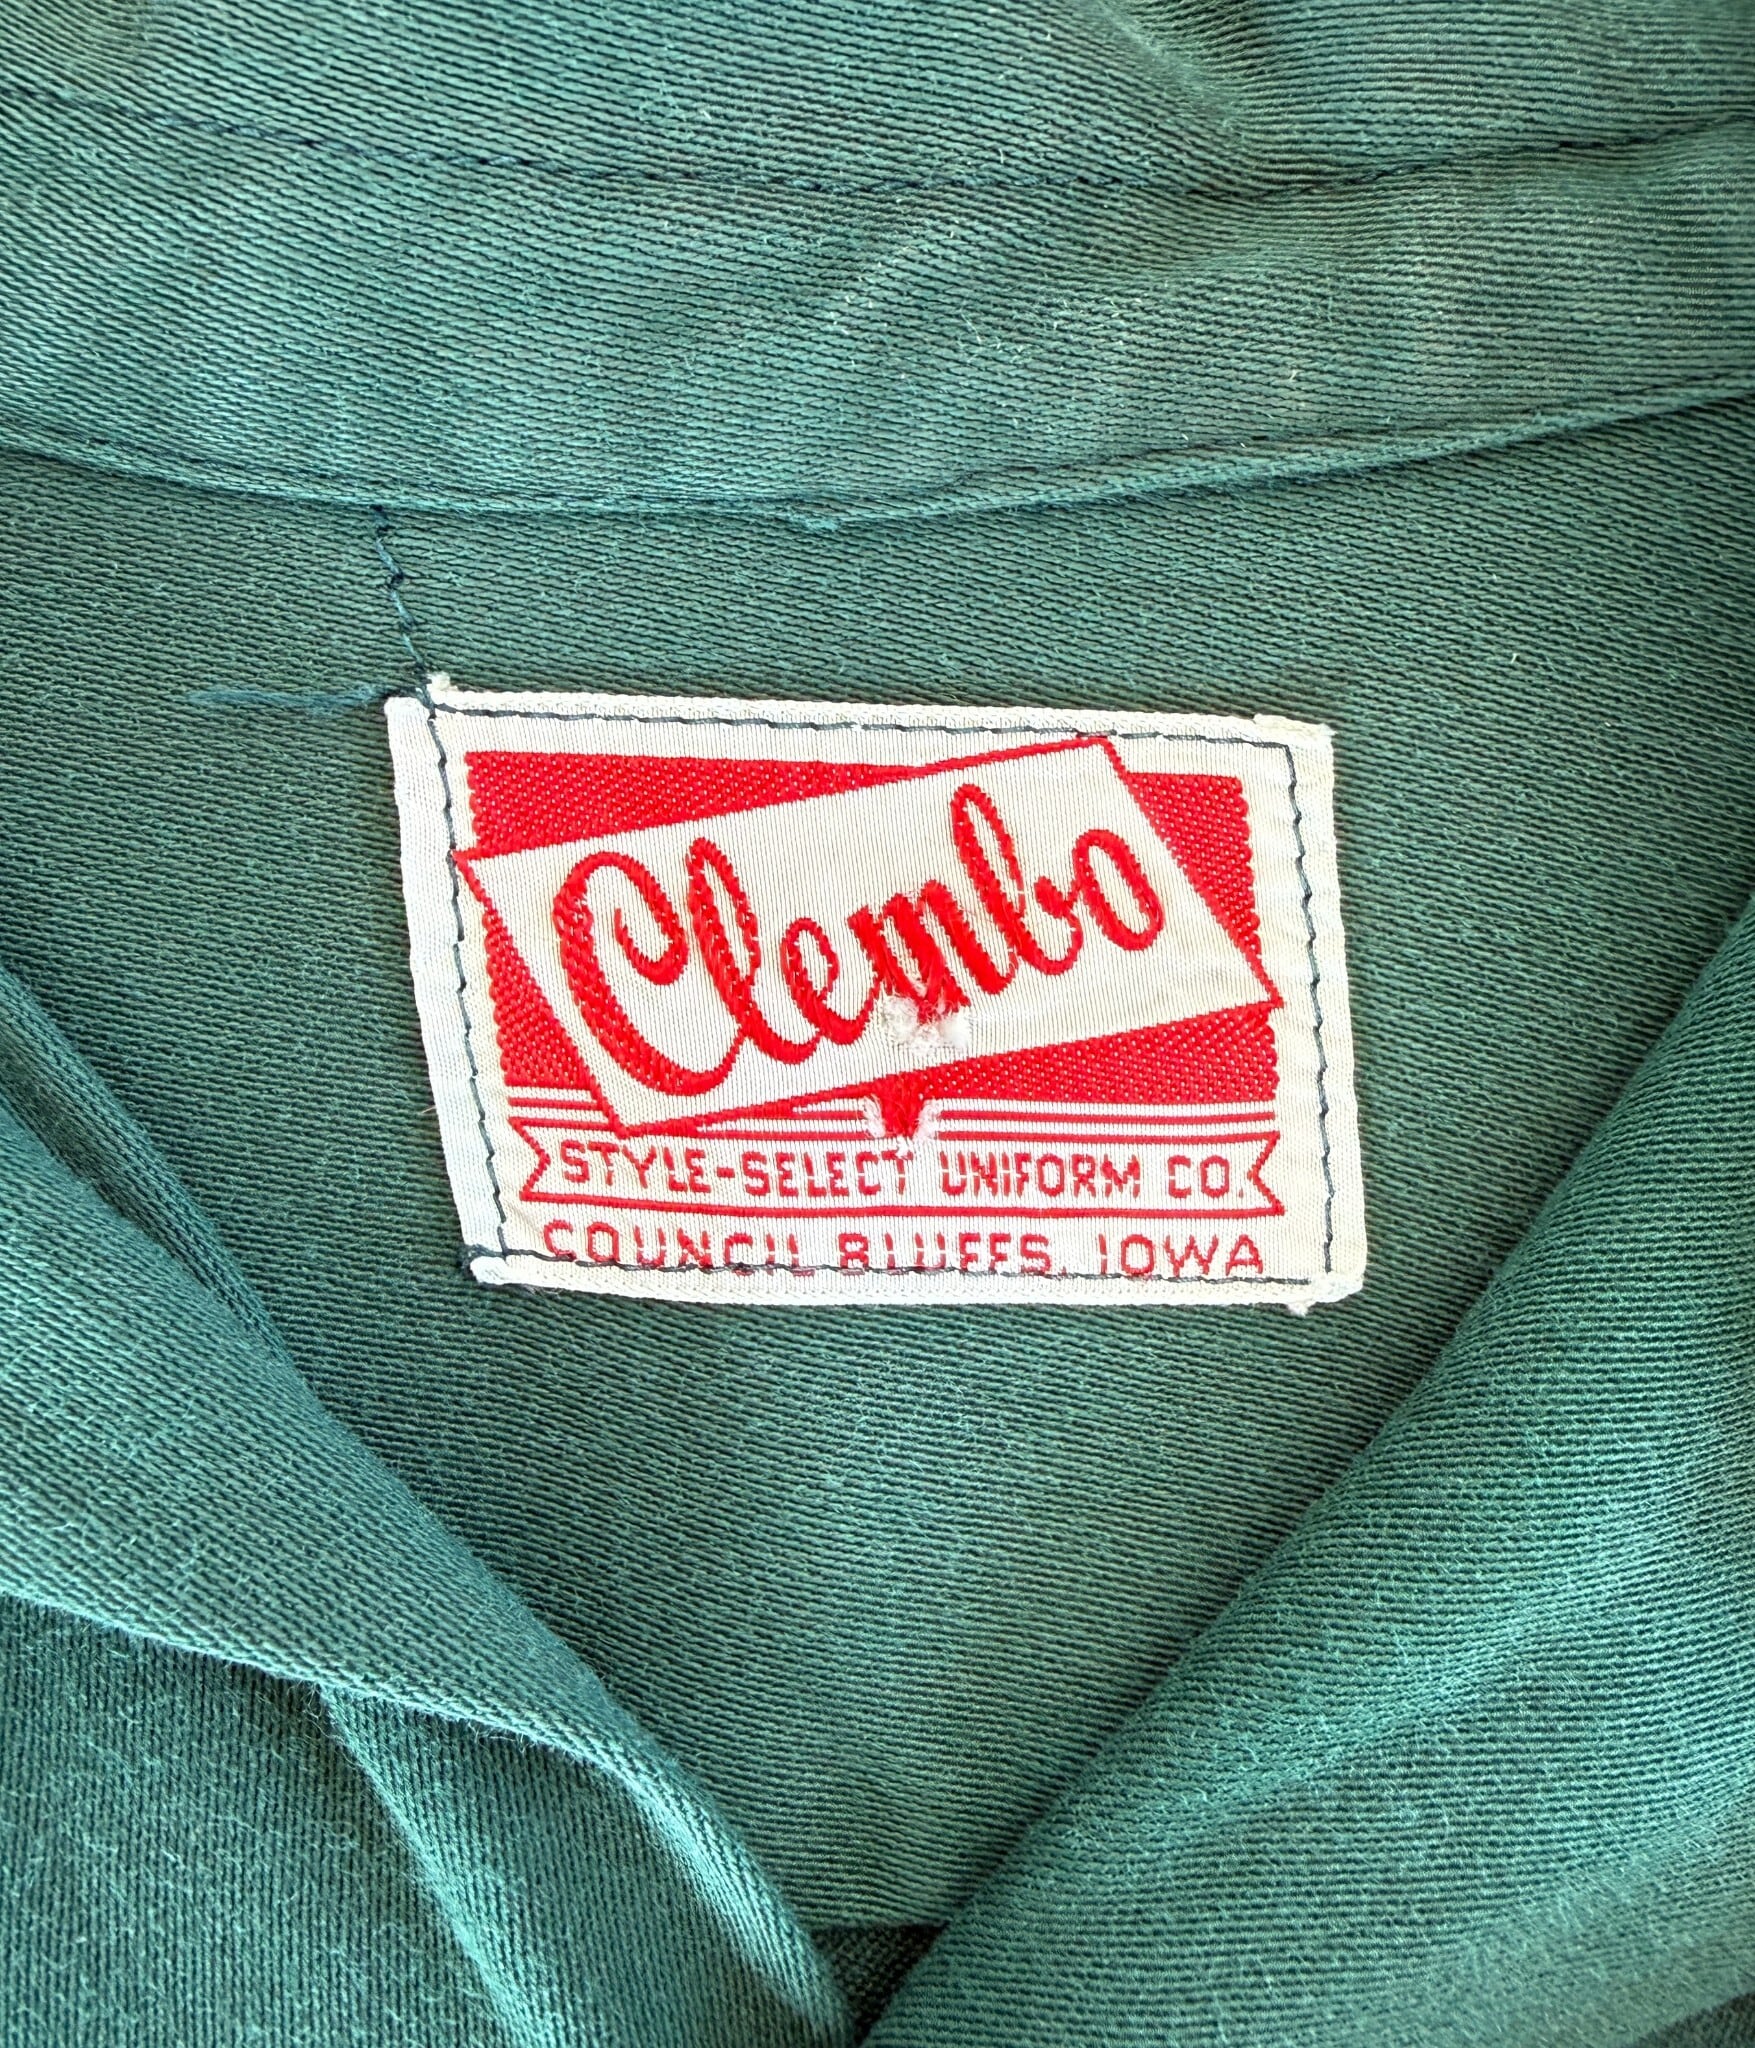 Clembo
STYLE-SELECT UNIFORM CO.
COUNCIL BLUFFS, IOWA